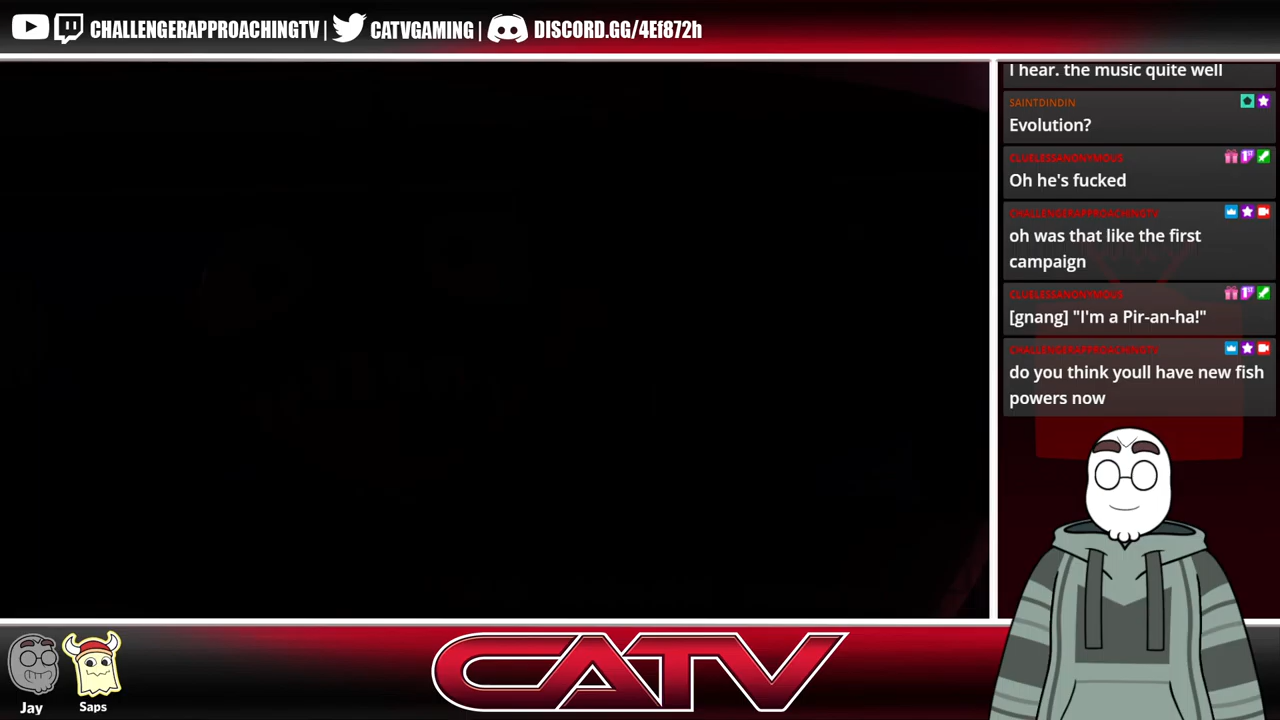 CHALLENGERAPPROACHINGTV | CATVGAMING | DISCORD.GG/4Ef872h
I hear. the music quite well
SAINTDINDIN
Evolution?
CLUELESSANONYMOUS
Oh he's fucked
CHALLENGERAPPROACHINGTV
oh was that like the first
campaign
CLUELESSANONYMOUS
[gnang] "I'm a Pir-an-ha!"
CHALLENGERAPPROACHINGTV
do you think youll have new fish
powers now
CATV
Jay
Saps